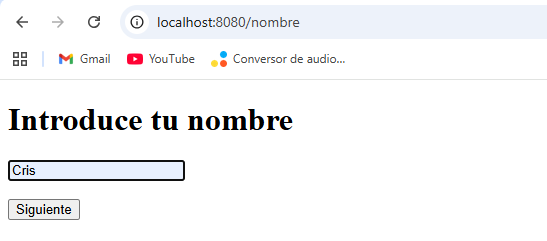 localhost:8080/nombre
Gmail YouTube Conversor de audio...
Introduce tu nombre
Cris
Siguiente